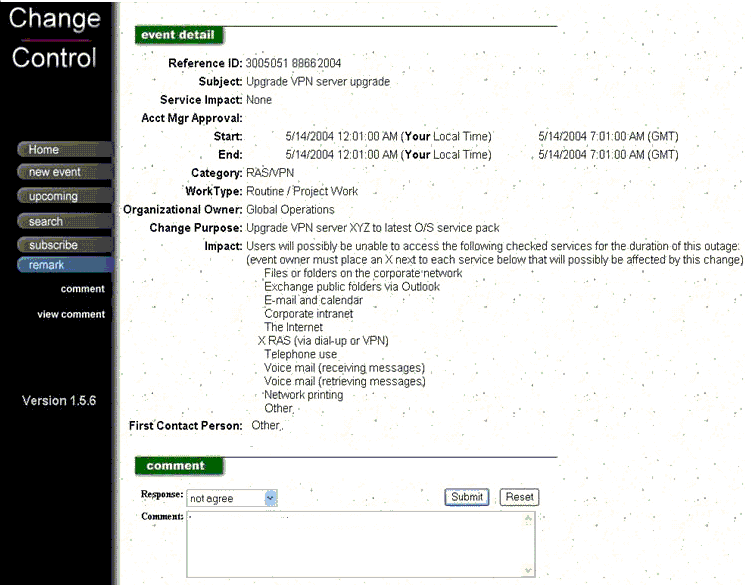 Change
Control
Home
new event
upcoming
search
subscribe
remark
comment
view comment
Version 1.5.6
event detail
Reference ID: 3005051 88662004
Subject: Upgrade VPN server upgrade
Service Impact: None
Acct Mgr Approval:
Start: 5/14/2004 12:01:00 AM (Your Local Time) 5/14/2004 7:01:00 AM (GMT)
End: 5/14/2004 12:01:00 AM (Your Local Time) 5/14/2004 7:01:00 AM (GMT)
Category: RAS/VPN
WorkType: Routine / Project Work
Organizational Owner: Global Operations
Change Purpose: Upgrade VPN server XYZ to latest O/S service pack
Impact: Users will possibly be unable to access the following checked services for the duration of this outage:
(event owner must place an X next to each service below that will possibly be affected by this change)
Files or folders on the corporate network
Exchange public folders via Outlook
E-mail and calendar
Corporate intranet
The Internet
X RAS (via dial-up or VPN)
Telephone use
Voice mail (receiving messages)
Voice mail (retrieving messages)
Network printing
Other
First Contact Person: Other
comment
Response: not agree Submit Reset
Comment: